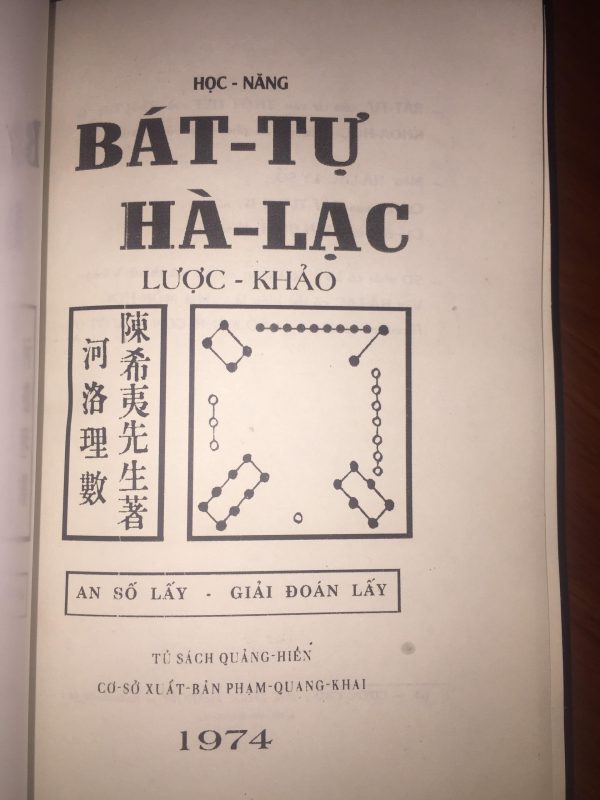 HỌC - NĂNG
BÁT-TỰ
HÀ-LẠC
LƯỢC - KHẢO
陳希夷先生著
河洛理數
AN SỐ LẤY - GIẢI ĐOÁN LẤY
TỦ SÁCH QUẢNG-HIỀN
CƠ-SỞ XUẤT-BẢN PHẠM-QUANG-KHAI
1974